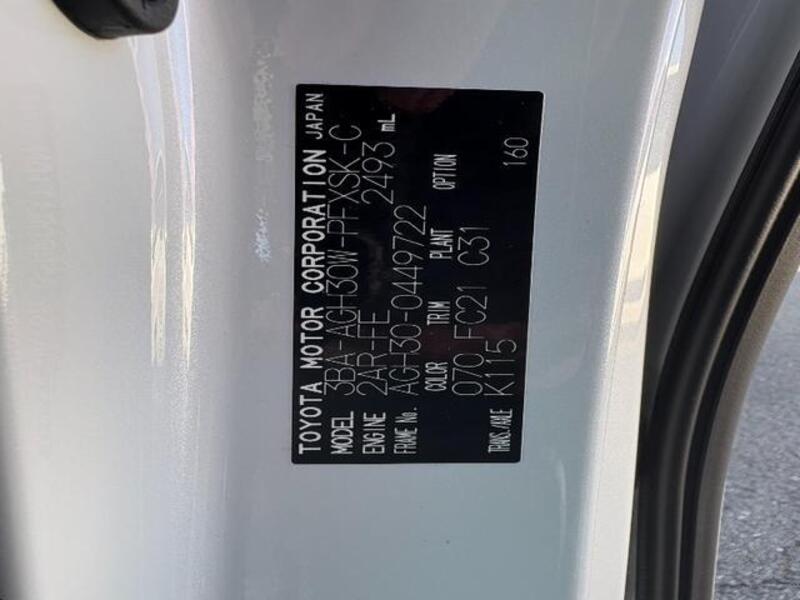 TOYOTA MOTOR CORPORATION JAPAN
MODEL 3BA-AGH30W-PFXSK-C
ENGINE 2AR-FE 2493 mL
FRAME No. AGH30-0449722
COLOR TRIM PLANT OPTION
070 FC21 C31
TRANS./AXLE K115 160